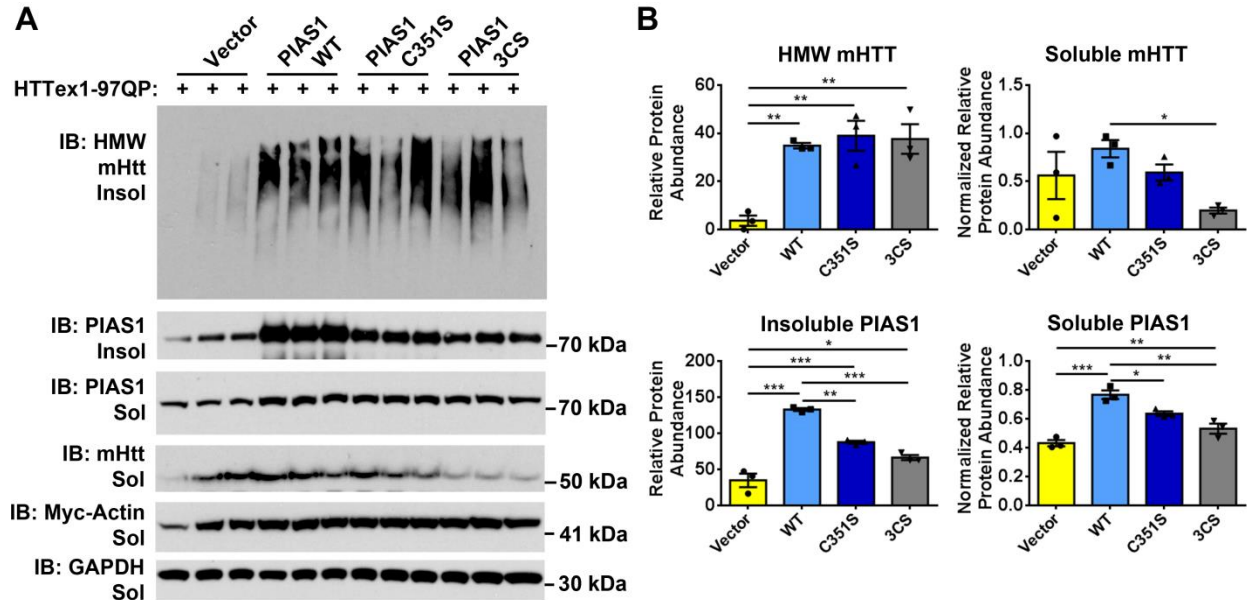 A
Vector
PIAS1 WT
PIAS1 C351S
PIAS1 3CS
HTTex1-97QP: + + + + + + + + + + + +
IB: HMW
mHtt
Insol
IB: PIAS1
Insol
70 kDa
IB: PIAS1
Sol
70 kDa
IB: mHtt
Sol
50 kDa
IB: Myc-Actin
Sol
41 kDa
IB: GAPDH
Sol
30 kDa
B
HMW mHTT
Relative Protein
Abundance
60
40
20
0
**
**
**
Vector
WT
C351S
3CS
Soluble mHTT
Normalized Relative
Protein Abundance
1.5
1.0
0.5
0.0
*
Vector
WT
C351S
3CS
Insoluble PIAS1
Relative Protein
Abundance
200
150
100
50
0
*
***
***
***
**
Vector
WT
C351S
3CS
Soluble PIAS1
Normalized Relative
Protein Abundance
1.0
0.8
0.6
0.4
0.2
0.0
**
**
***
*
Vector
WT
C351S
3CS